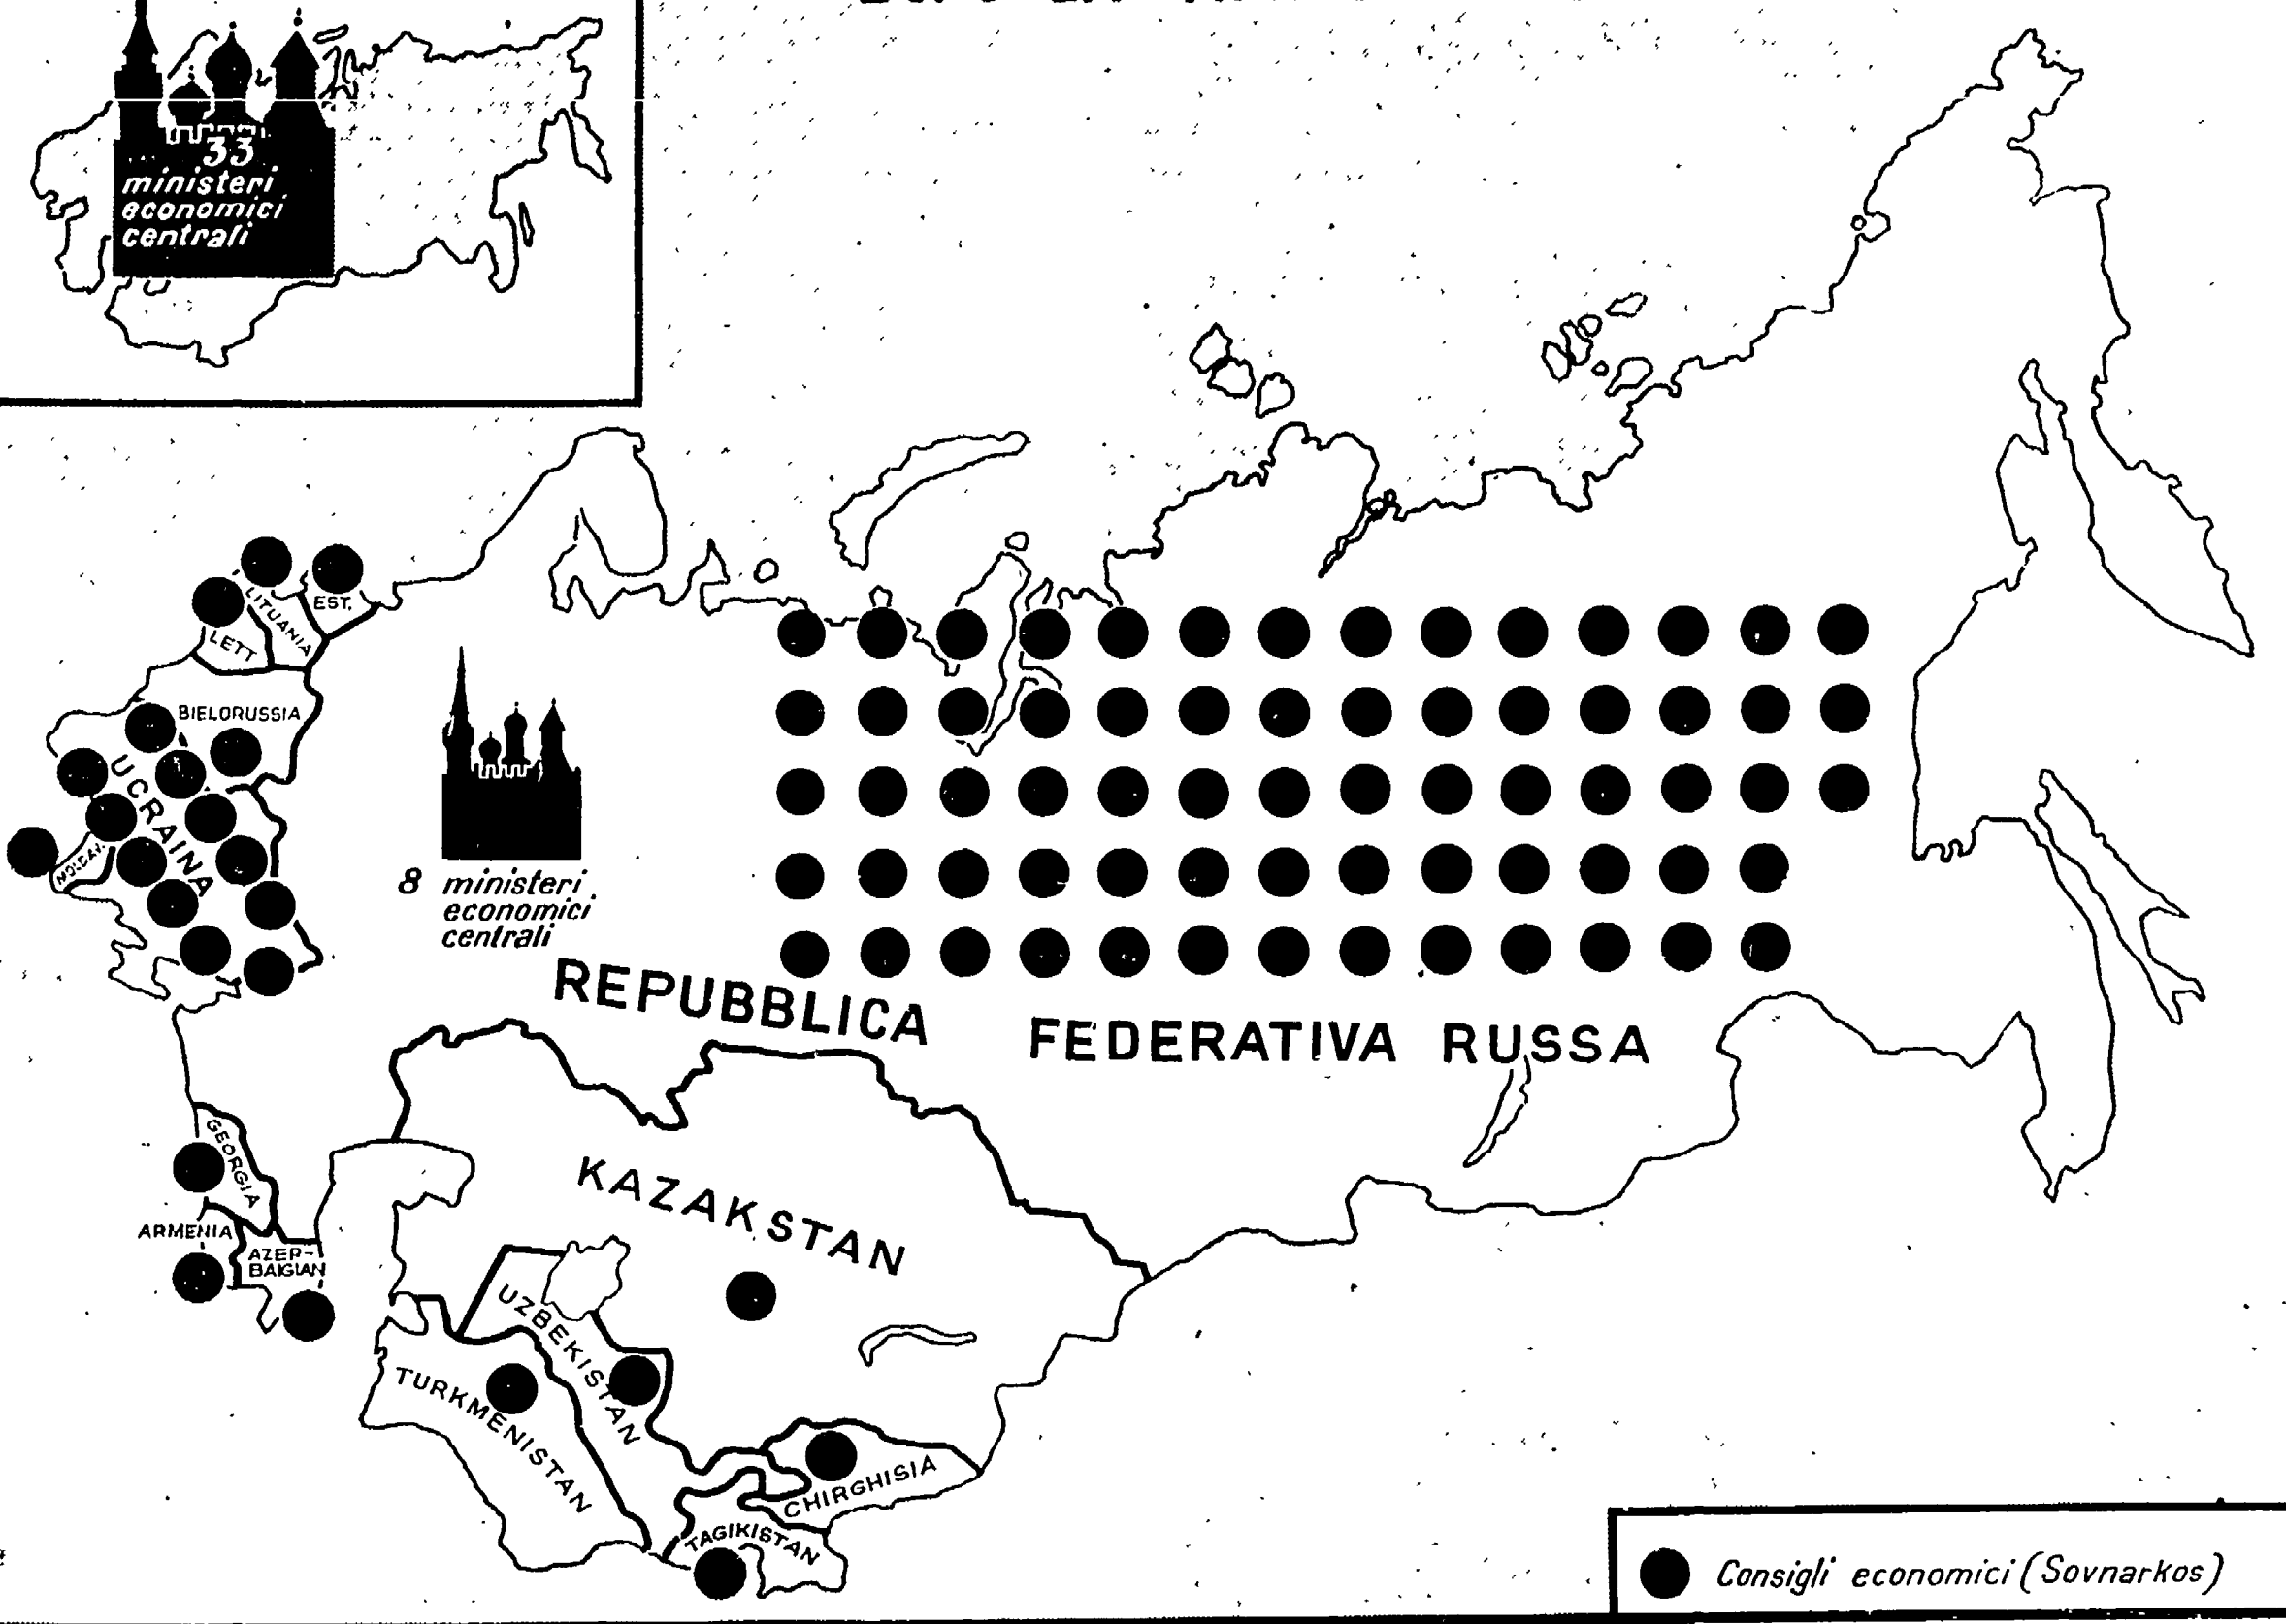 33
ministeri
economici
centrali
LITUANIA
EST.
LETT
BIELORUSSIA
UCRAINA
MOLDAV.
8 ministeri
economici
centrali
REPUBBLICA
FEDERATIVA RUSSA
GEORGIA
ARMENIA
AZER-
BAIGIAN
KAZAKSTAN
UZBEKISTAN
TURKMENISTAN
CHIRGHISIA
TAGIKISTAN
Consigli economici (Sovnarkos)